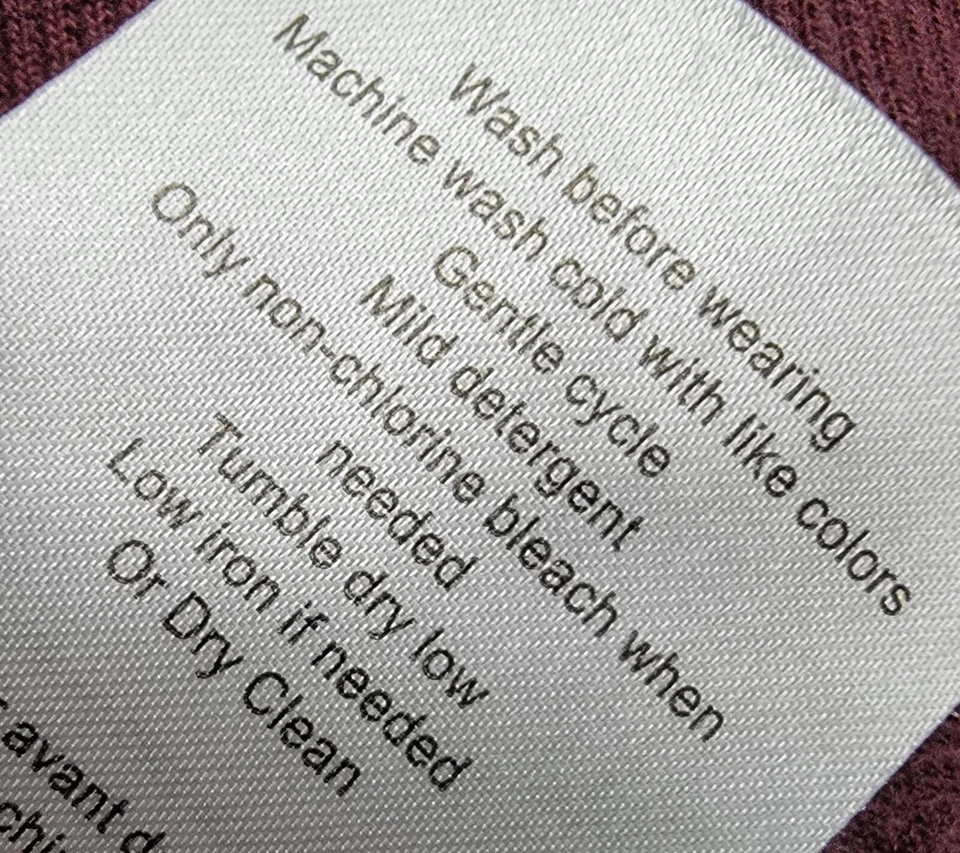 Wash before wearing
Machine wash cold with like colors
Gentle cycle
Mild detergent
Only non-chlorine bleach when
needed
Tumble dry low
Low iron if needed
Or Dry Clean
avant